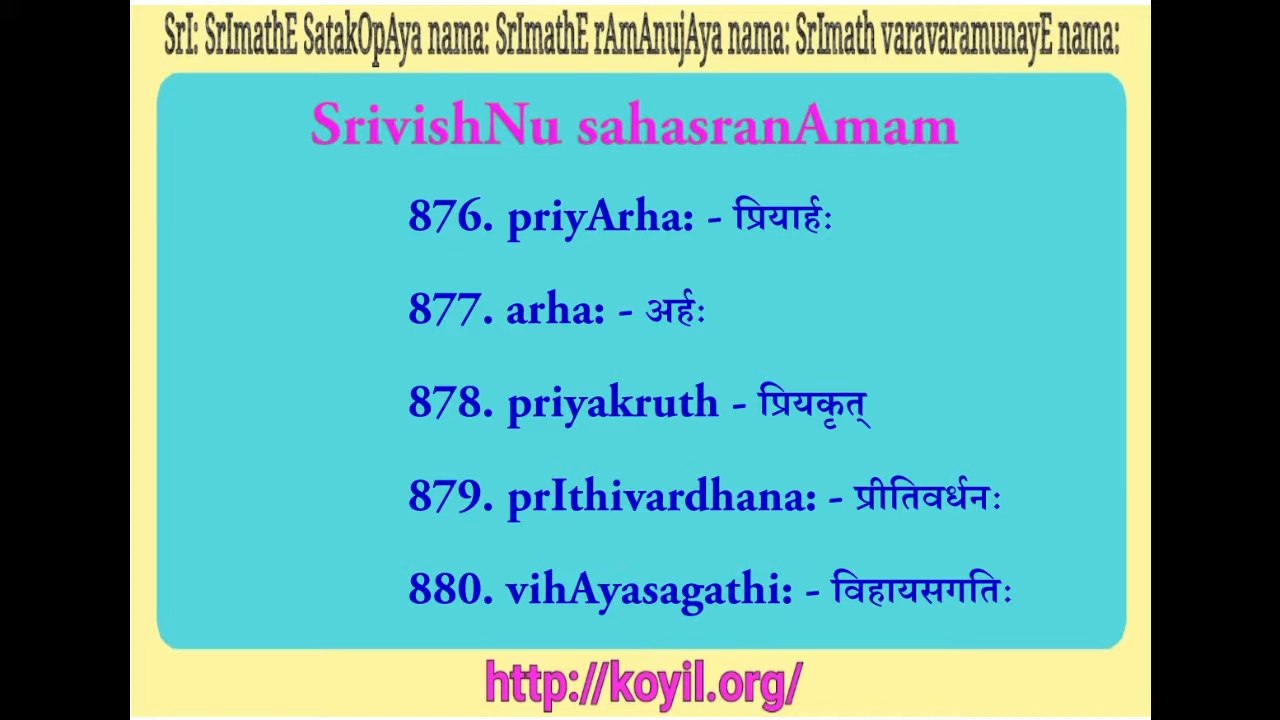 SrI: SrImathE SatakOpAya nama: SrImathE rAmAnujAya nama: SrImath varavaramunayE nama:
SrivishNu sahasranAmam
876. priyArha: - प्रियार्हः
877. arha: - अर्हः
878. priyakruth - प्रियकृत्
879. prIthivardhana: - प्रीतिवर्धनः
880. vihAyasagathi: - विहायसगतिः
http://koyil.org/